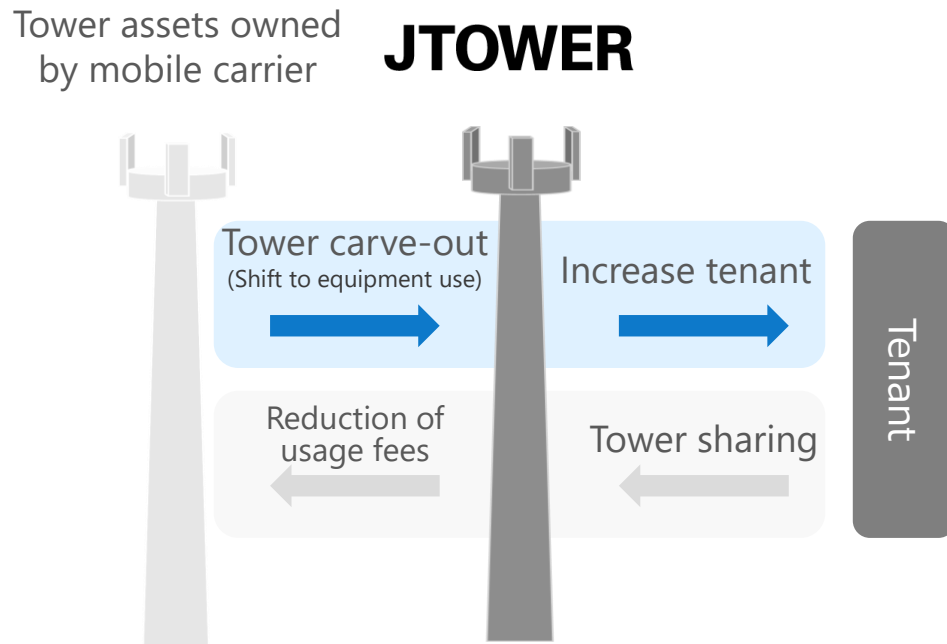 Tower assets owned
by mobile carrier
JTOWER
Tower carve-out
(Shift to equipment use)
Increase tenant
Reduction of
usage fees
Tower sharing
Tenant